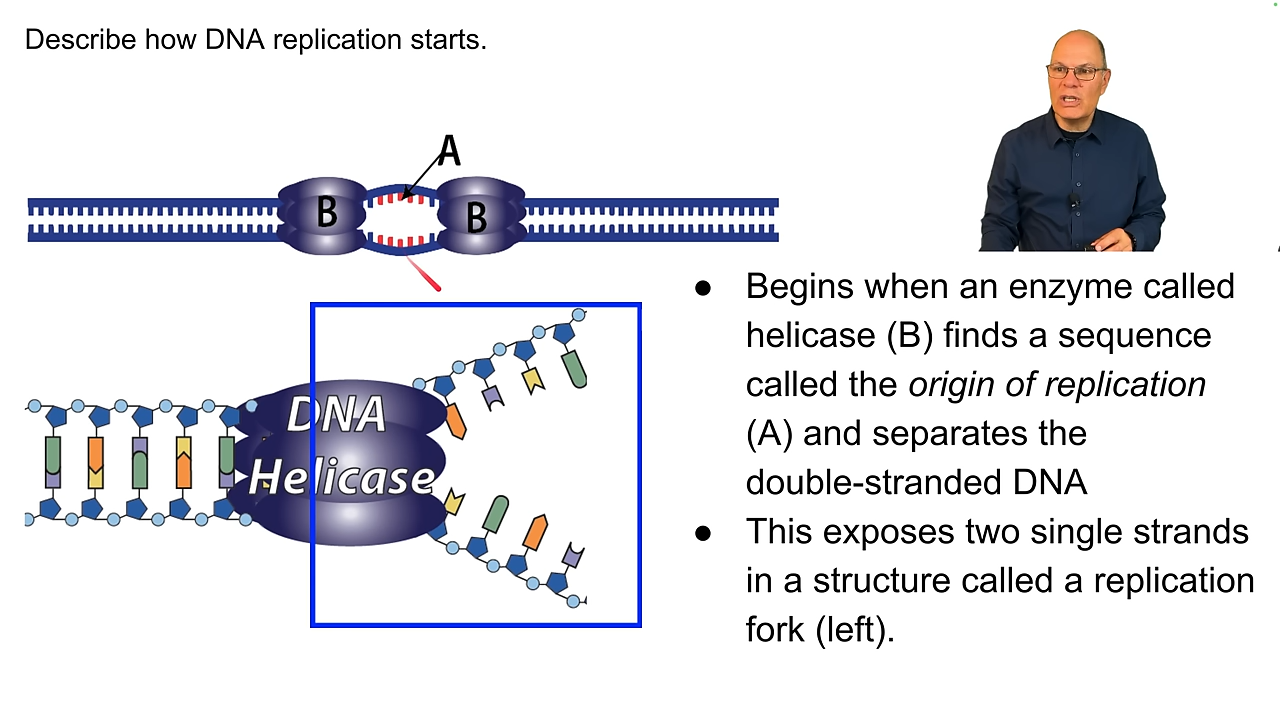 Describe how DNA replication starts.
A
B
B
DNA
Helicase
● Begins when an enzyme called
helicase (B) finds a sequence
called the origin of replication
(A) and separates the
double-stranded DNA
● This exposes two single strands
in a structure called a replication
fork (left).